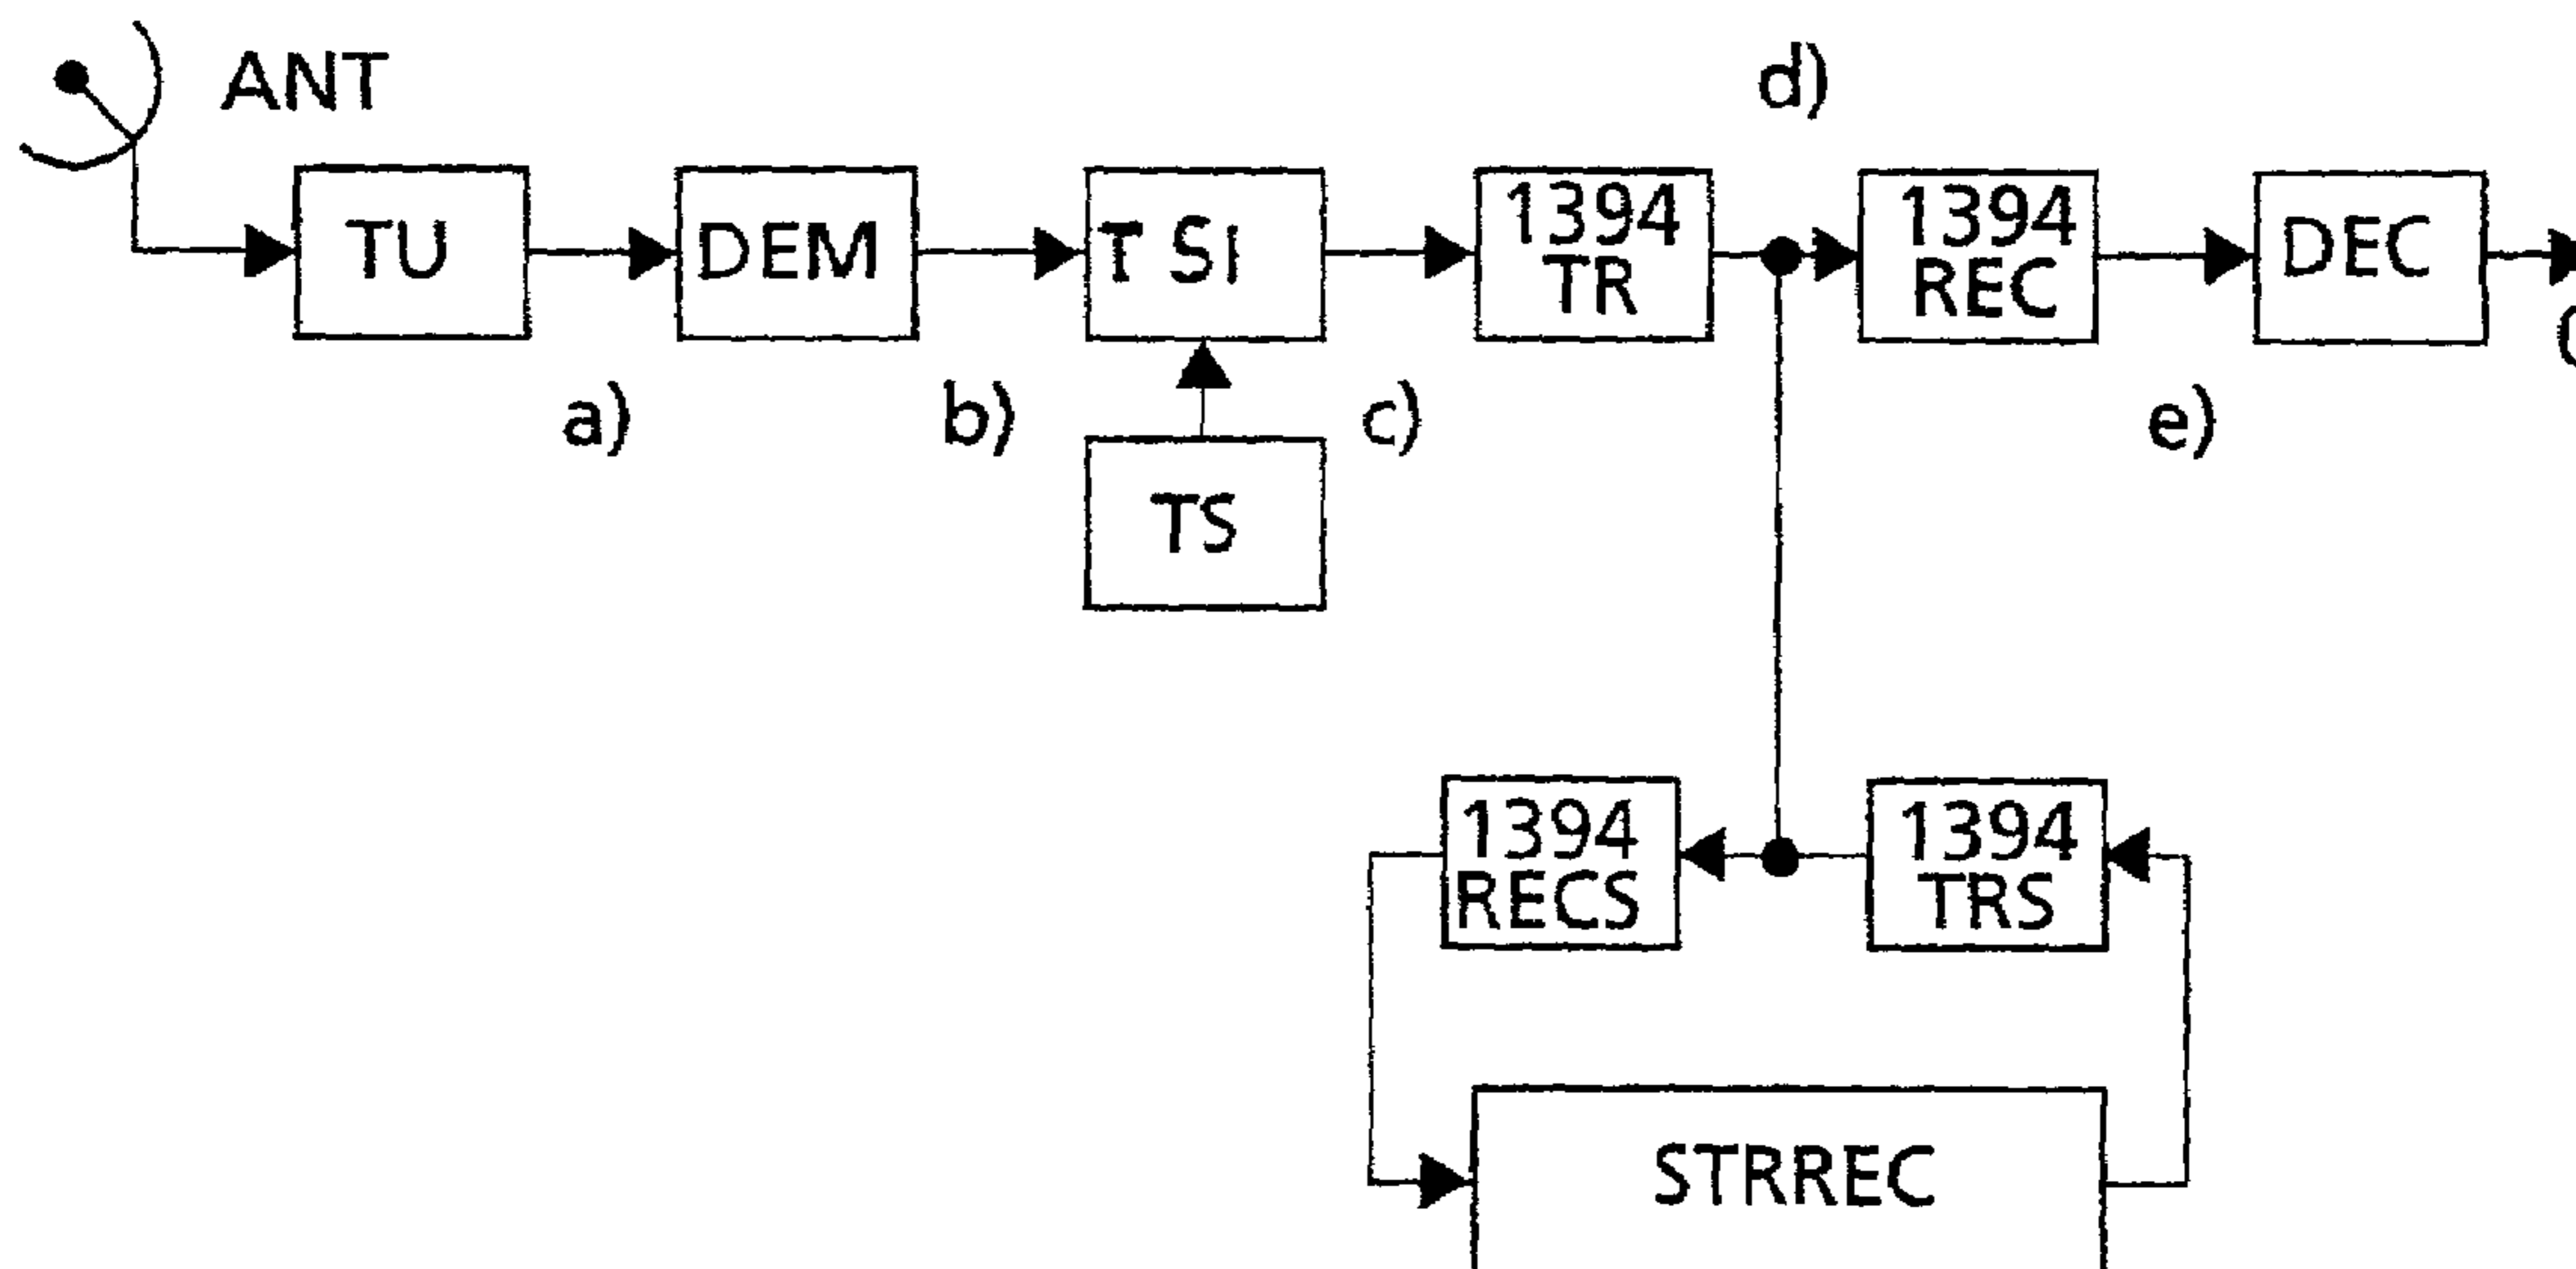 ANT
d)
TU
DEM
T SI
1394
TR
1394
REC
DEC
a)
b)
c)
e)
TS
1394
RECS
1394
TRS
STRREC